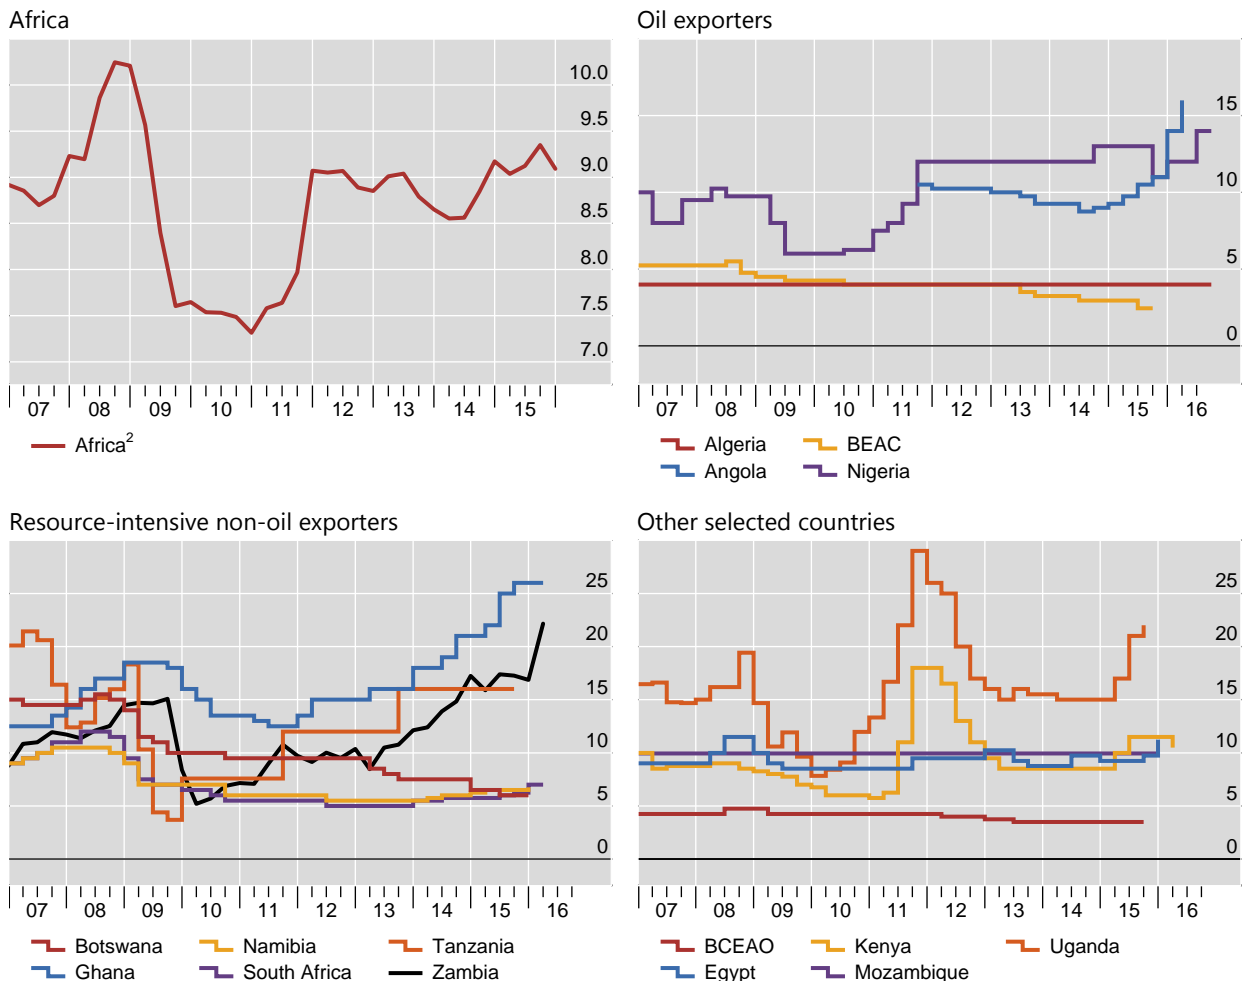 Africa
10.0
9.5
9.0
8.5
8.0
7.5
7.0
07 08 09 10 11 12 13 14 15
Africa2
Oil exporters
15
10
5
0
07 08 09 10 11 12 13 14 15 16
Algeria BEAC
Angola Nigeria
Resource-intensive non-oil exporters
25
20
15
10
5
0
07 08 09 10 11 12 13 14 15 16
Botswana Namibia Tanzania
Ghana South Africa Zambia
Other selected countries
25
20
15
10
5
0
07 08 09 10 11 12 13 14 15 16
BCEAO Kenya Uganda
Egypt Mozambique